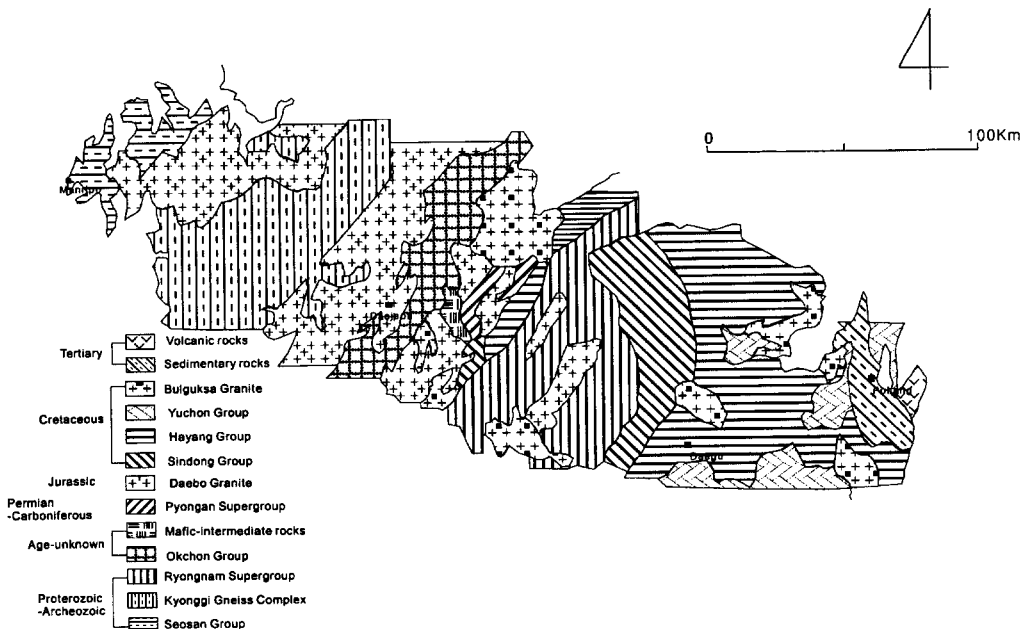 0
100Km
Daegu
Tertiary
Volcanic rocks
Sedimentary rocks
Cretaceous
Bulguksa Granite
Yuchon Group
Hayang Group
Sindong Group
Jurassic
Daebo Granite
Permian
-Carboniferous
Pyongan Supergroup
Age-unknown
Mafic-intermediate rocks
Okchon Group
Proterozoic
-Archeozoic
Ryongnam Supergroup
Kyonggi Gneiss Complex
Seosan Group